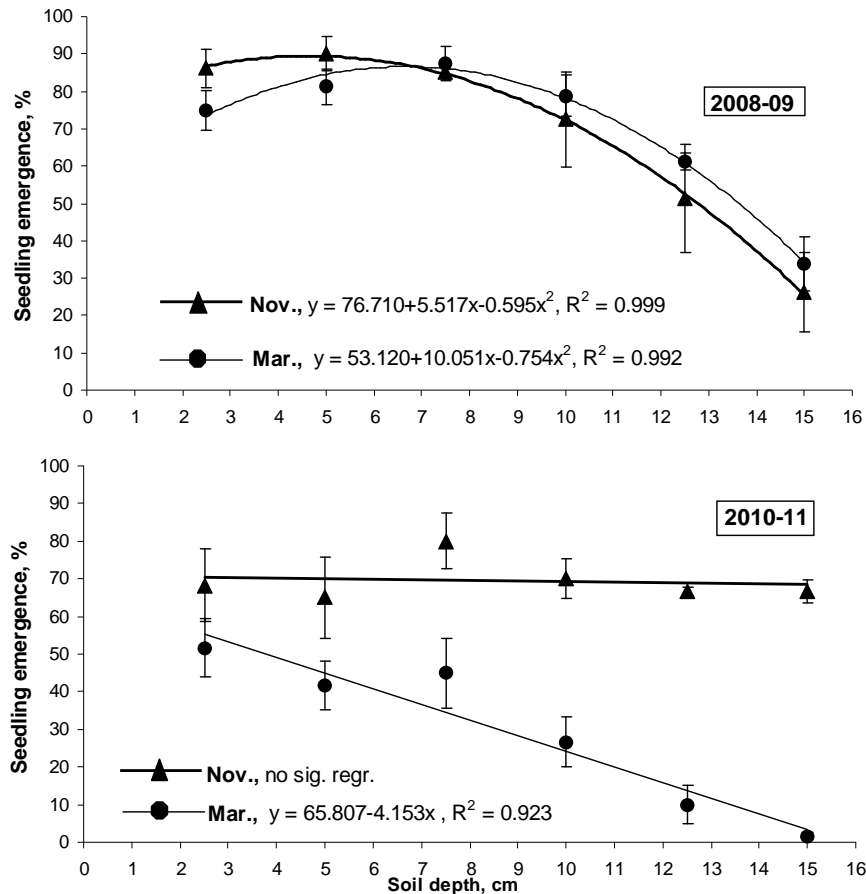 100
90
80
70
60
50
40
30
20
10
0
Seedling emergence, %
2008-09
Nov., y = 76.710+5.517x-0.595x², R² = 0.999
Mar., y = 53.120+10.051x-0.754x², R² = 0.992
0 1 2 3 4 5 6 7 8 9 10 11 12 13 14 15 16
100
90
80
70
60
50
40
30
20
10
0
Seedling emergence, %
2010-11
Nov., no sig. regr.
Mar., y = 65.807-4.153x , R² = 0.923
0 1 2 3 4 5 6 7 8 9 10 11 12 13 14 15 16
Soil depth, cm